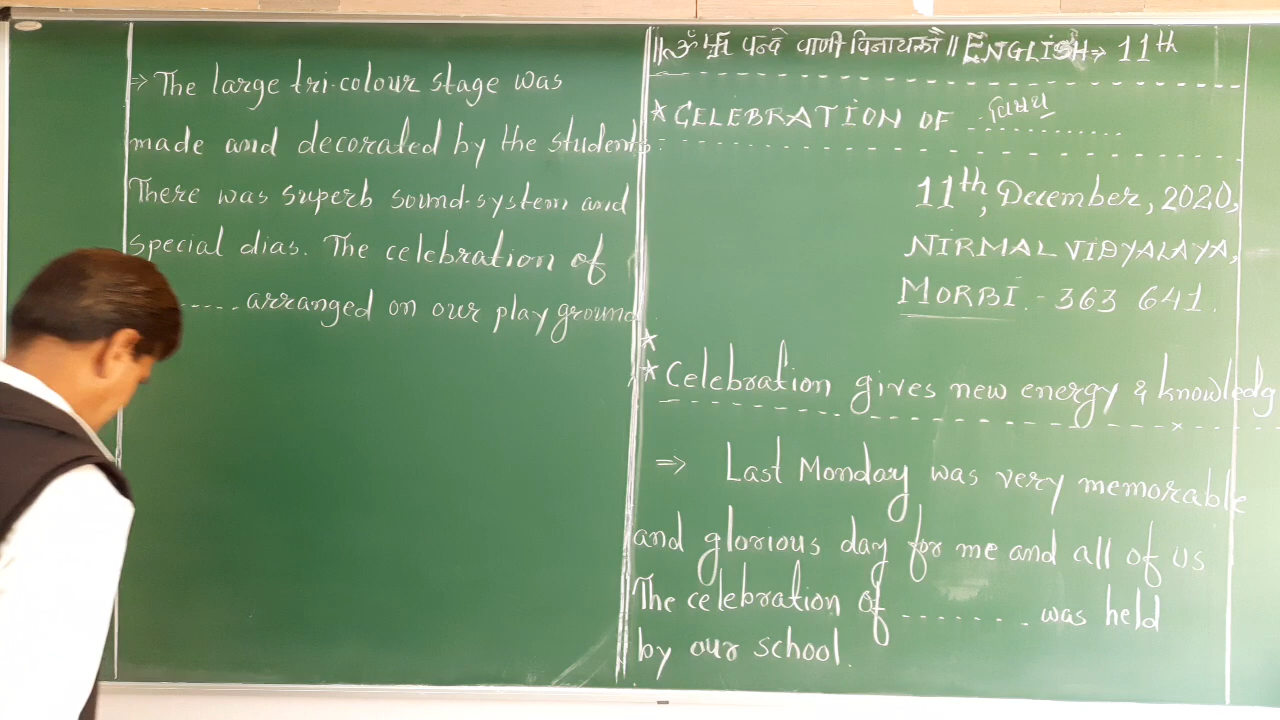 ॥ ॐ 卐 वन्दे वाणी विनायकौ ॥ ENGLISH ⇒ 11th
* CELEBRATION OF ............
11th, December, 2020,
NIRMAL VIDYALAYA,
MORBI. - 363 641.
*
* Celebration gives new energy & knowledg
⇒ Last Monday was very memorable
and glorious day for me and all of us
The celebration of ....... was held
by our school.
⇒ The large tri-colour stage was
made and decorated by the students.
There was superb sound-system and
special dias. The celebration of
..... arranged on our play ground.